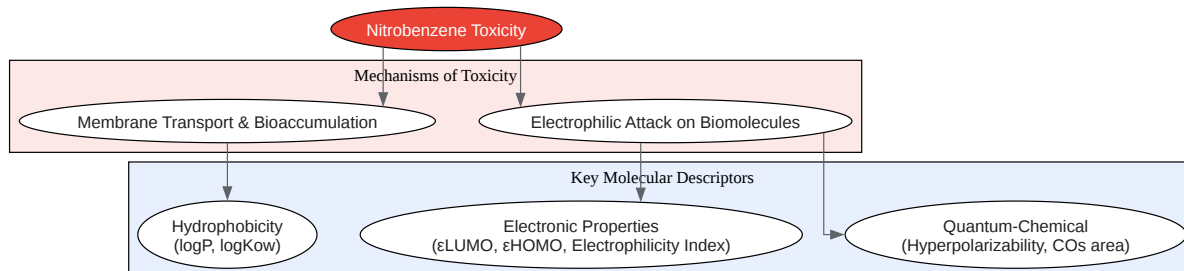 Nitrobenzene Toxicity
Mechanisms of Toxicity
Membrane Transport & Bioaccumulation
Electrophilic Attack on Biomolecules
Key Molecular Descriptors
Hydrophobicity
(logP, logKow)
Electronic Properties
(εLUMO, εHOMO, Electrophilicity Index)
Quantum-Chemical
(Hyperpolarizability, COs area)